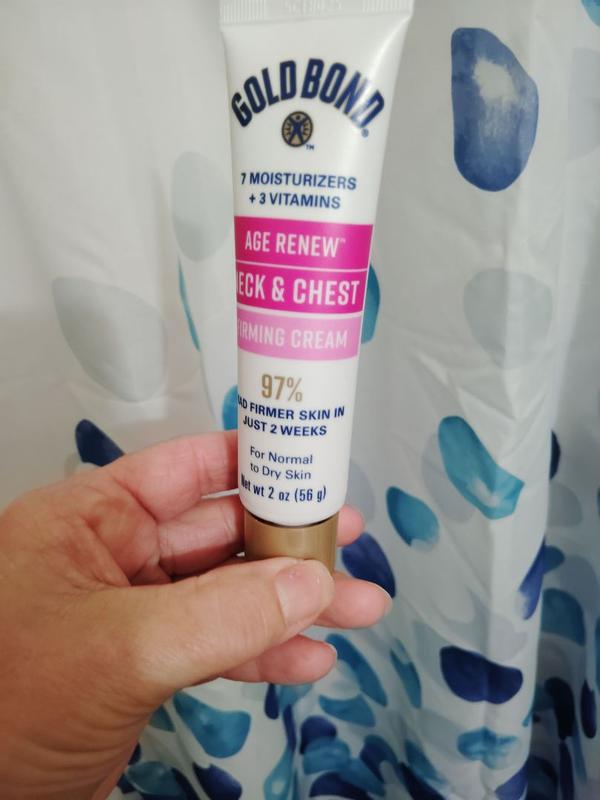 GOLD BOND®
™
7 MOISTURIZERS
+ 3 VITAMINS
AGE RENEW™
ECK & CHEST
IRMING CREAM
97%
AD FIRMER SKIN IN
JUST 2 WEEKS
For Normal
to Dry Skin
Net wt 2 oz (56 g)